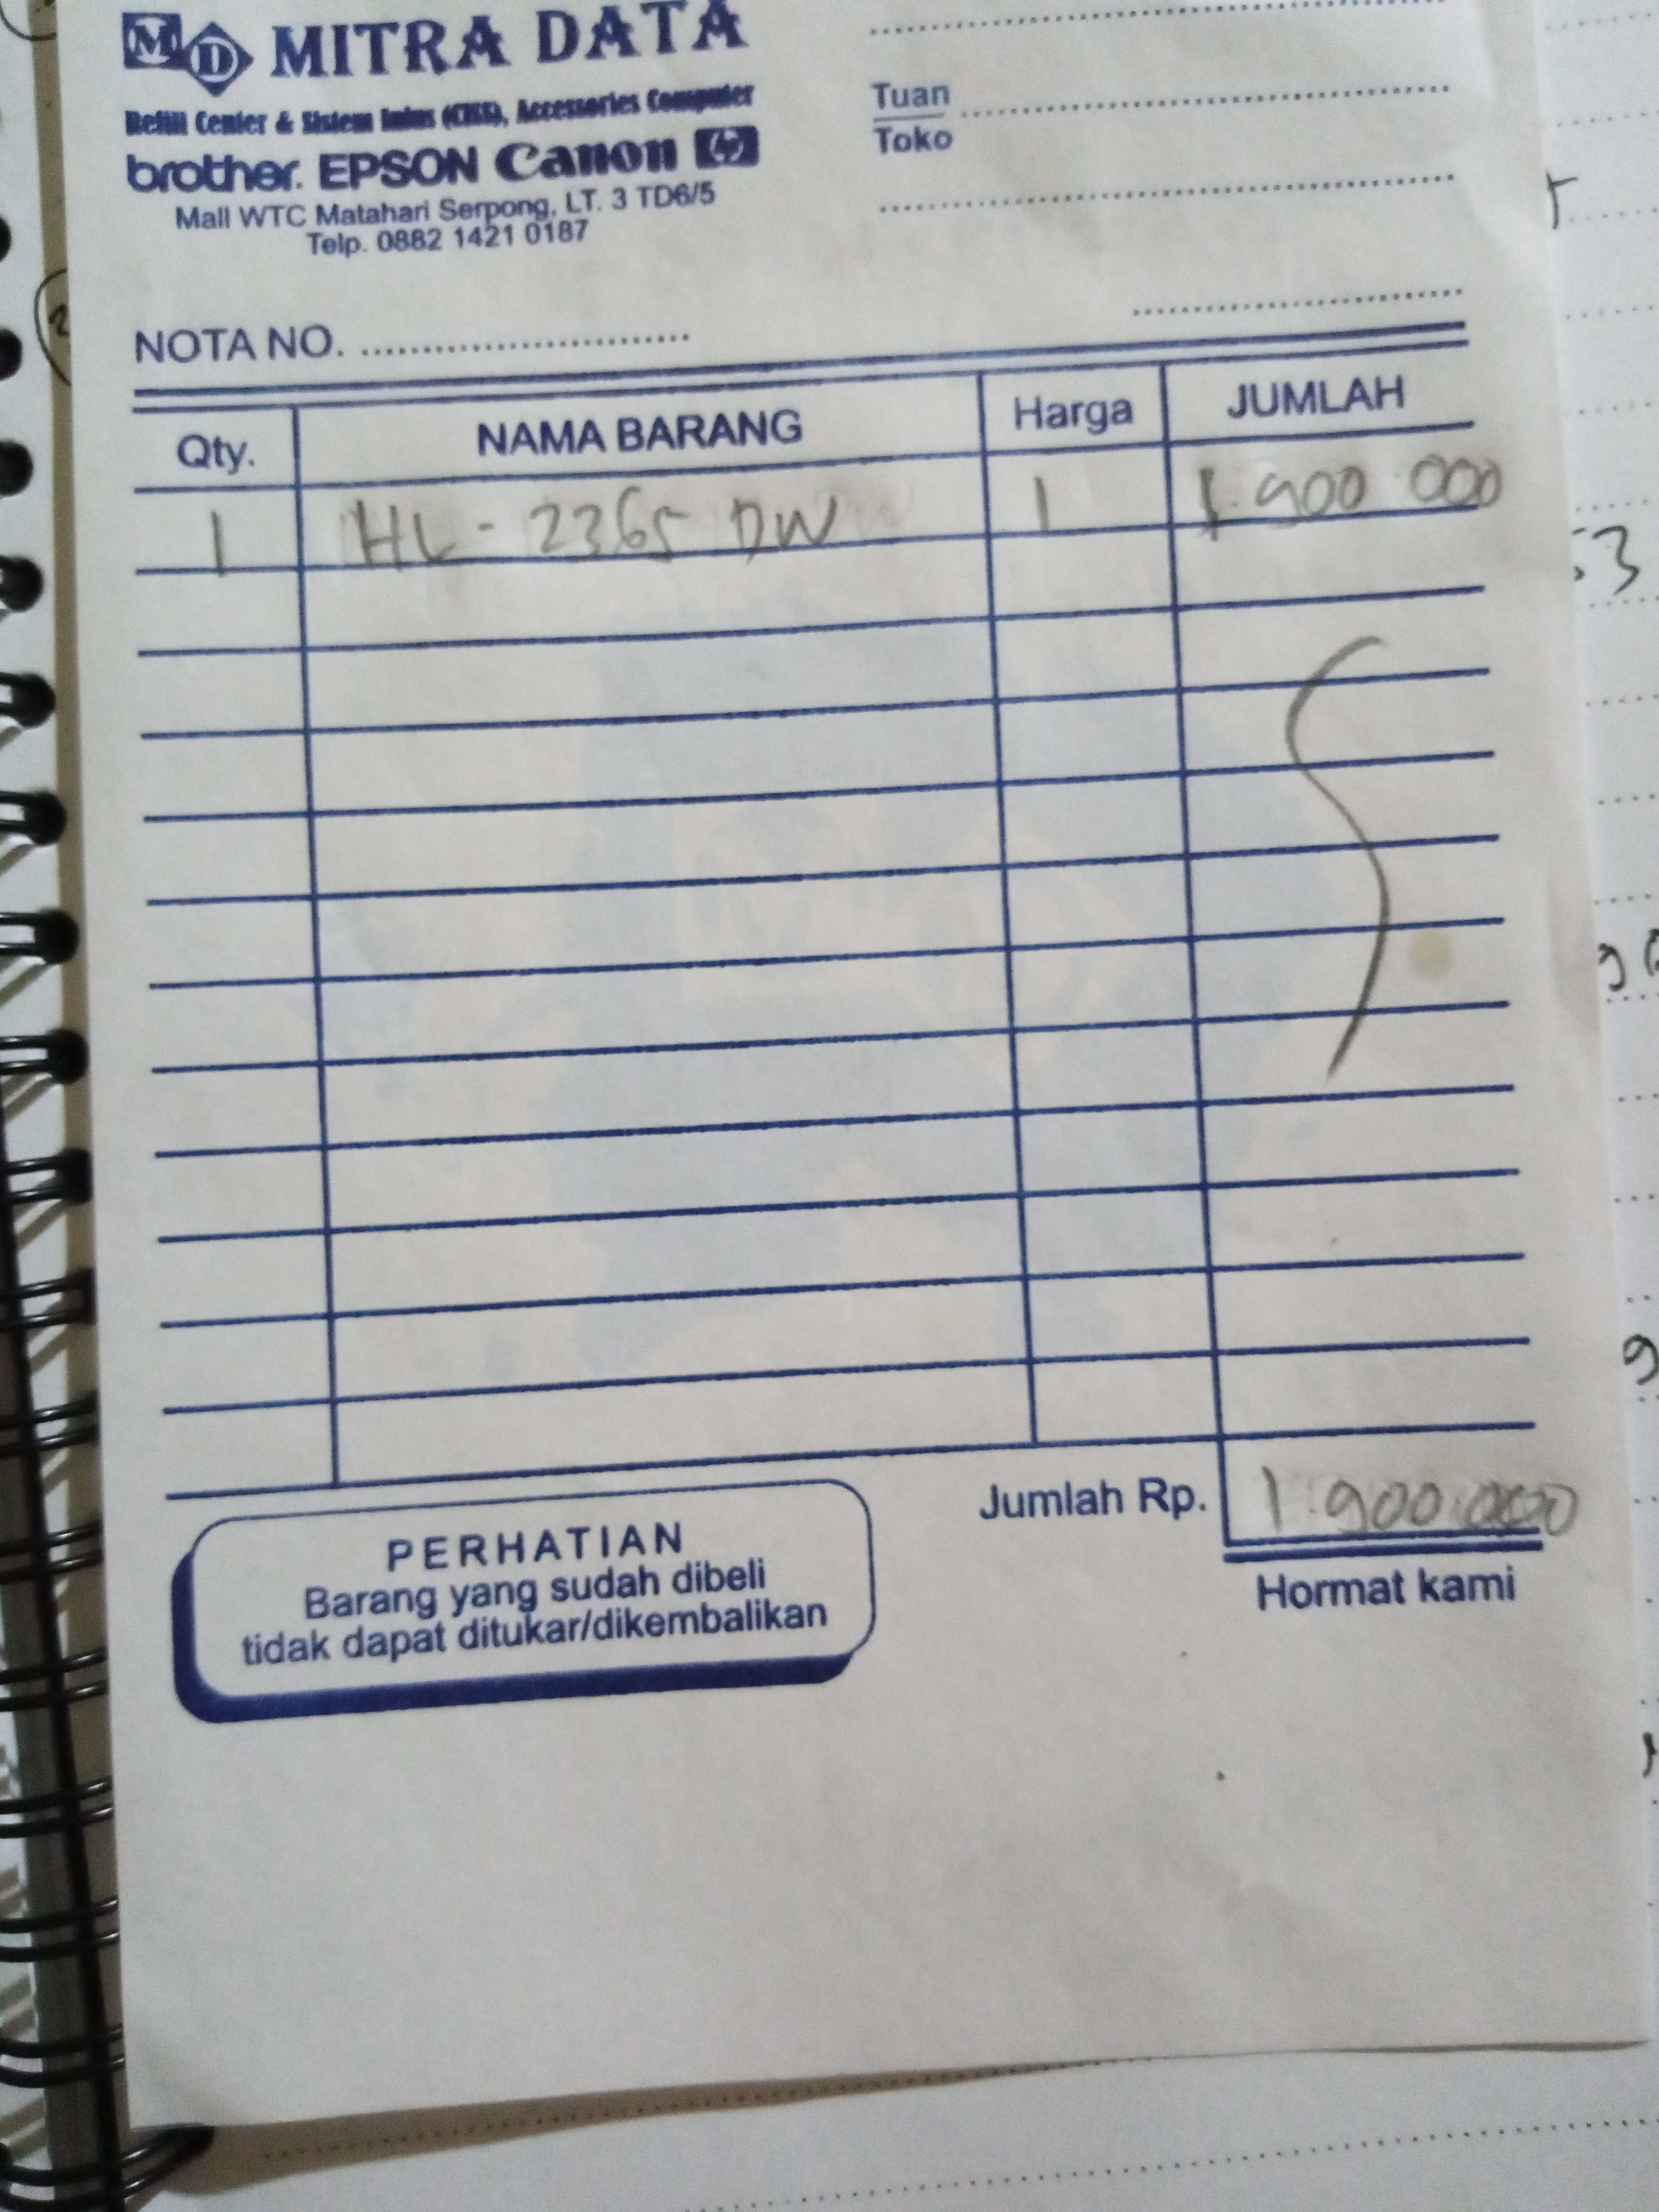 MD MITRA DATA
Refill Center & Sistem Infus (CISS), Accessories Computer
brother. EPSON Canon hp
Mall WTC Matahari Serpong, LT. 3 TD6/5
Telp. 0882 1421 0187
Tuan
Toko
NOTA NO.
Qty. NAMA BARANG Harga JUMLAH
1 HL - 2365 DW 1 1.900 000
Jumlah Rp. 1.900.000
PERHATIAN
Barang yang sudah dibeli
tidak dapat ditukar/dikembalikan
Hormat kami